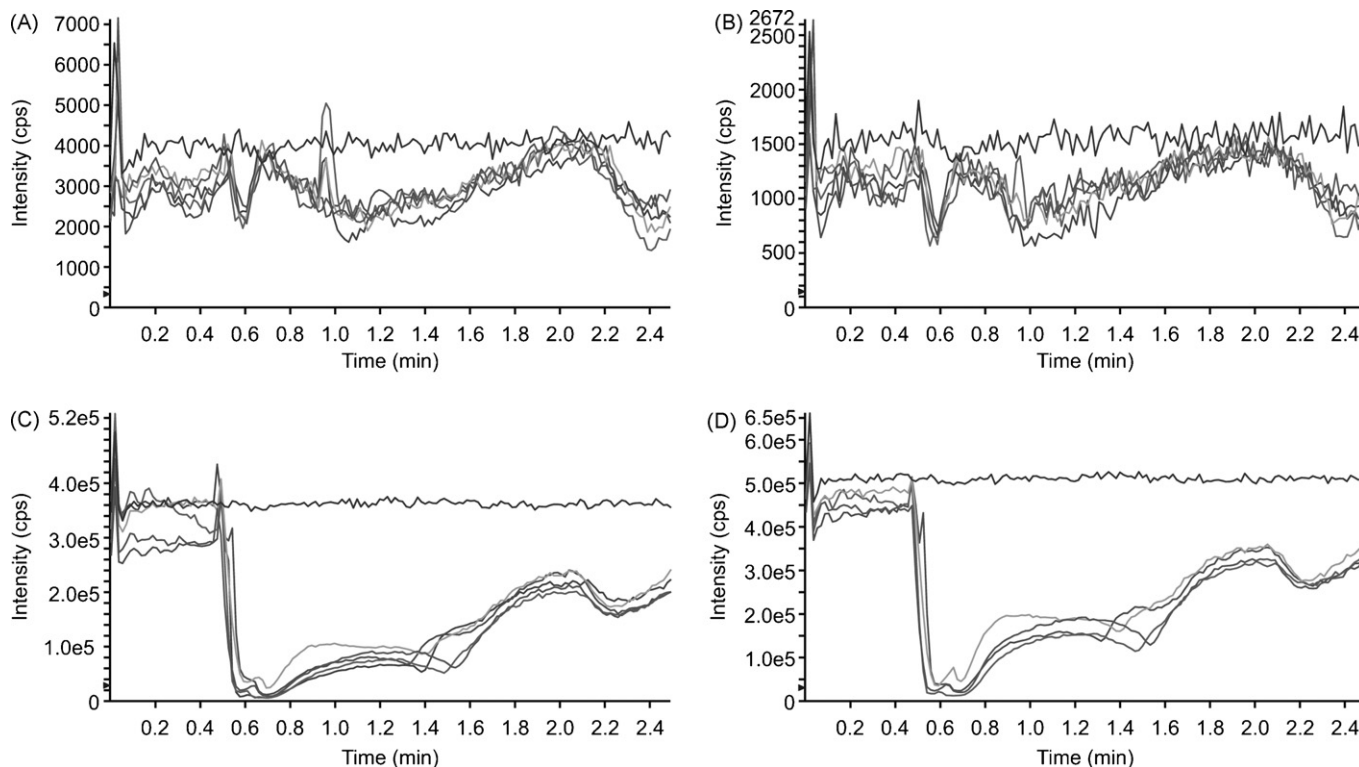 (A)
7000
6000
5000
4000
3000
2000
1000
0
Intensity (cps)
0.2 0.4 0.6 0.8 1.0 1.2 1.4 1.6 1.8 2.0 2.2 2.4
Time (min)
(B)
2672
2500
2000
1500
1000
500
0
Intensity (cps)
0.2 0.4 0.6 0.8 1.0 1.2 1.4 1.6 1.8 2.0 2.2 2.4
Time (min)
(C)
5.2e5
4.0e5
3.0e5
2.0e5
1.0e5
0
Intensity (cps)
0.2 0.4 0.6 0.8 1.0 1.2 1.4 1.6 1.8 2.0 2.2 2.4
Time (min)
(D)
6.5e5
6.0e5
5.0e5
4.0e5
3.0e5
2.0e5
1.0e5
0
Intensity (cps)
0.2 0.4 0.6 0.8 1.0 1.2 1.4 1.6 1.8 2.0 2.2 2.4
Time (min)